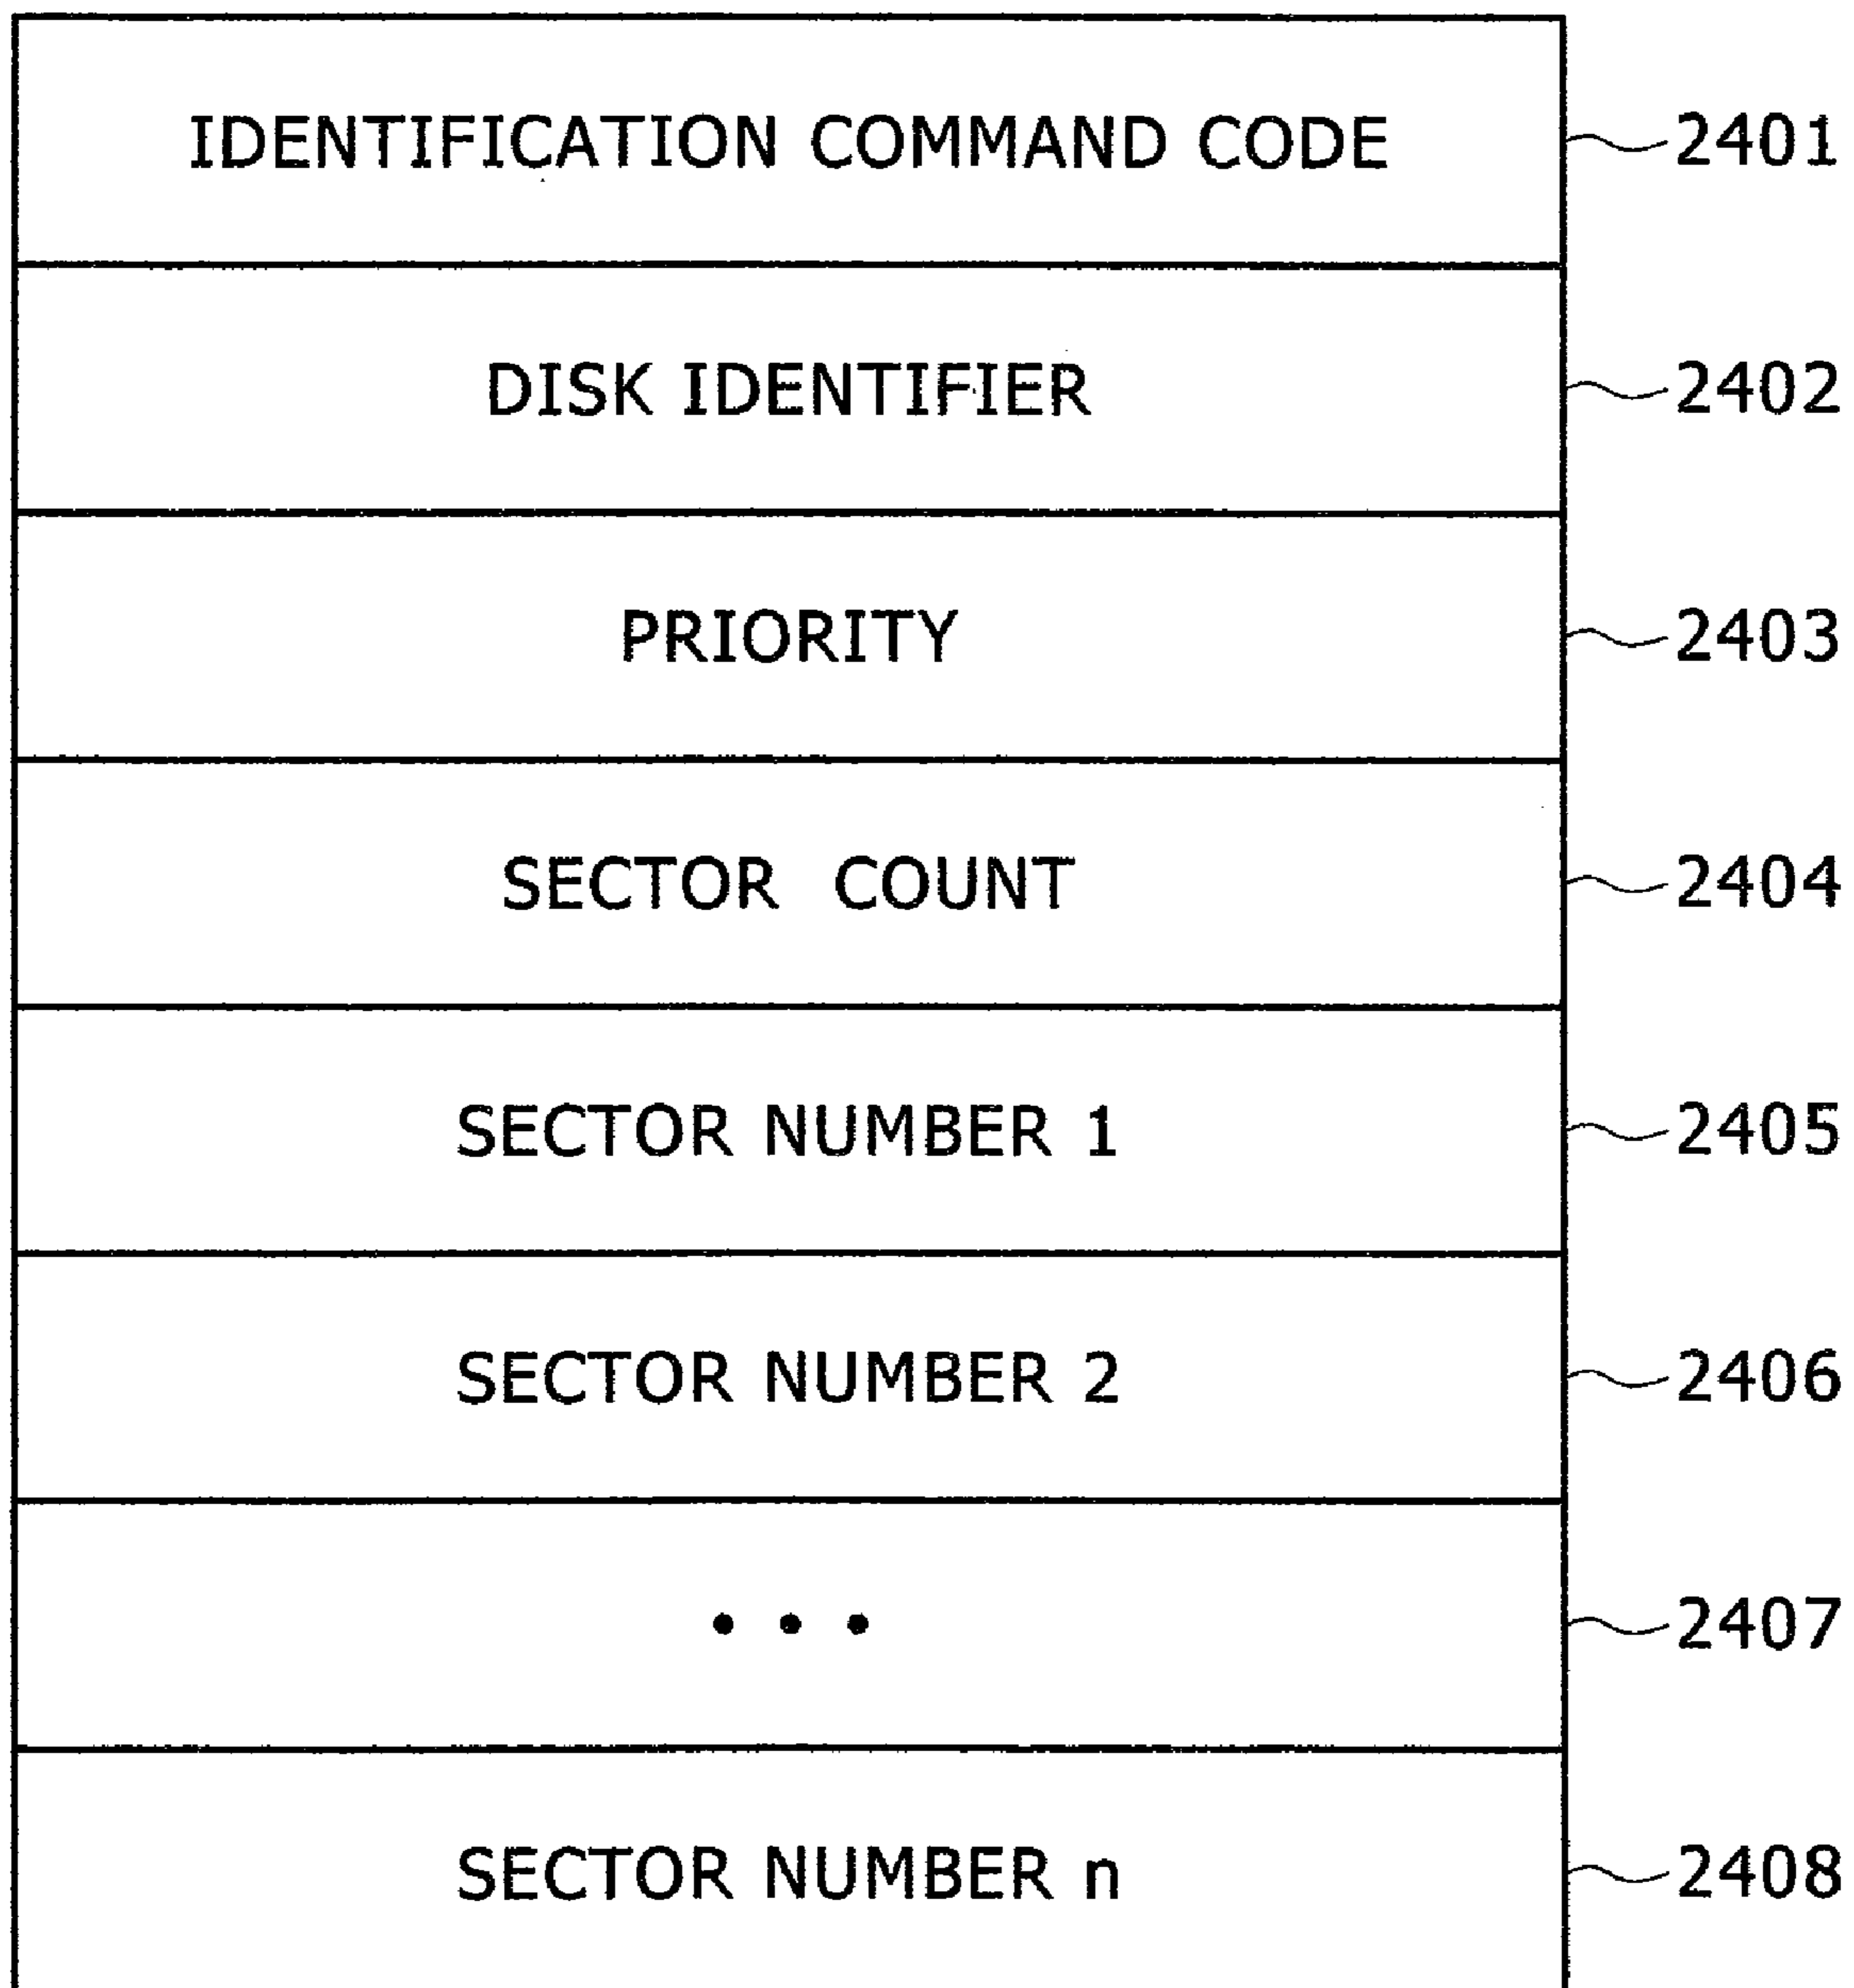 IDENTIFICATION COMMAND CODE 2401
DISK IDENTIFIER 2402
PRIORITY 2403
SECTOR COUNT 2404
SECTOR NUMBER 1 2405
SECTOR NUMBER 2 2406
• • • 2407
SECTOR NUMBER n 2408